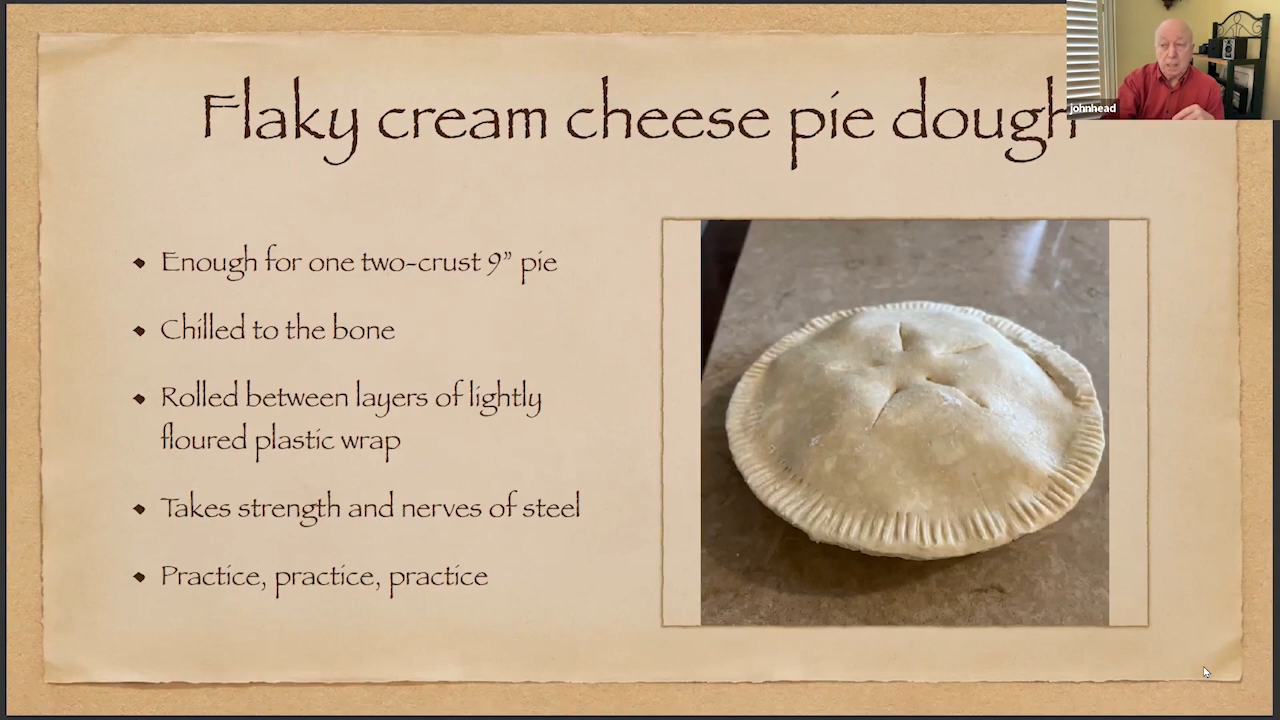 Flaky cream cheese pie dough
johnhead
• Enough for one two-crust 9” pie
• Chilled to the bone
• Rolled between layers of lightly
floured plastic wrap
• Takes strength and nerves of steel
• Practice, practice, practice